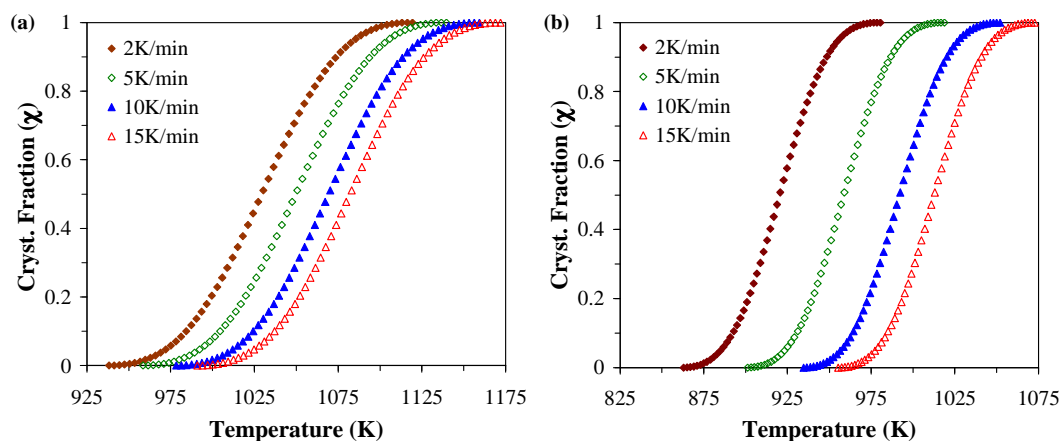 (a)
2K/min
5K/min
10K/min
15K/min
Cryst. Fraction (χ)
1
0.8
0.6
0.4
0.2
0
925 975 1025 1075 1125 1175
Temperature (K)
(b)
2K/min
5K/min
10K/min
15K/min
Cryst. Fraction (χ)
1
0.8
0.6
0.4
0.2
0
825 875 925 975 1025 1075
Temperature (K)